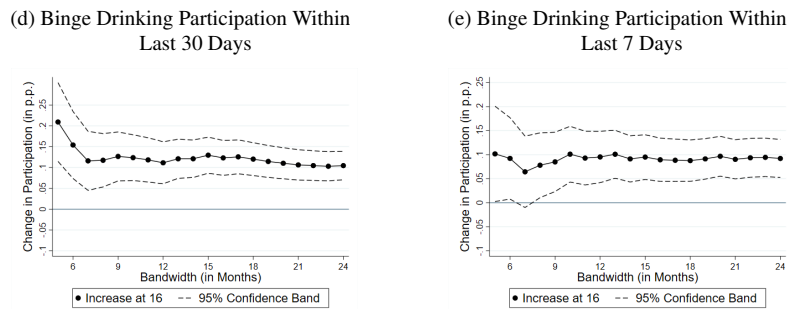 (d) Binge Drinking Participation Within
Last 30 Days
Change in Participation (in p.p.)
.25
.2
.15
.1
.05
0
-.05
-.1
6 9 12 15 18 21 24
Bandwidth (in Months)
Increase at 16 95% Confidence Band
(e) Binge Drinking Participation Within
Last 7 Days
Change in Participation (in p.p.)
.25
.2
.15
.1
.05
0
-.05
-.1
6 9 12 15 18 21 24
Bandwidth (in Months)
Increase at 16 95% Confidence Band